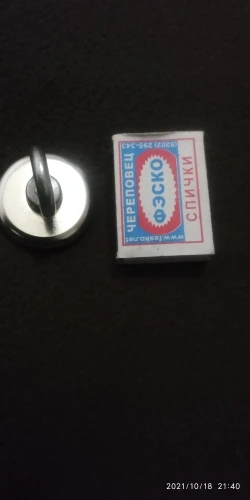 (8202) 295-343
ЧЕРЕПОВЕЦ
ФЭСКО
www.fesko.net
СПИЧКИ
2021/10/18 21:40